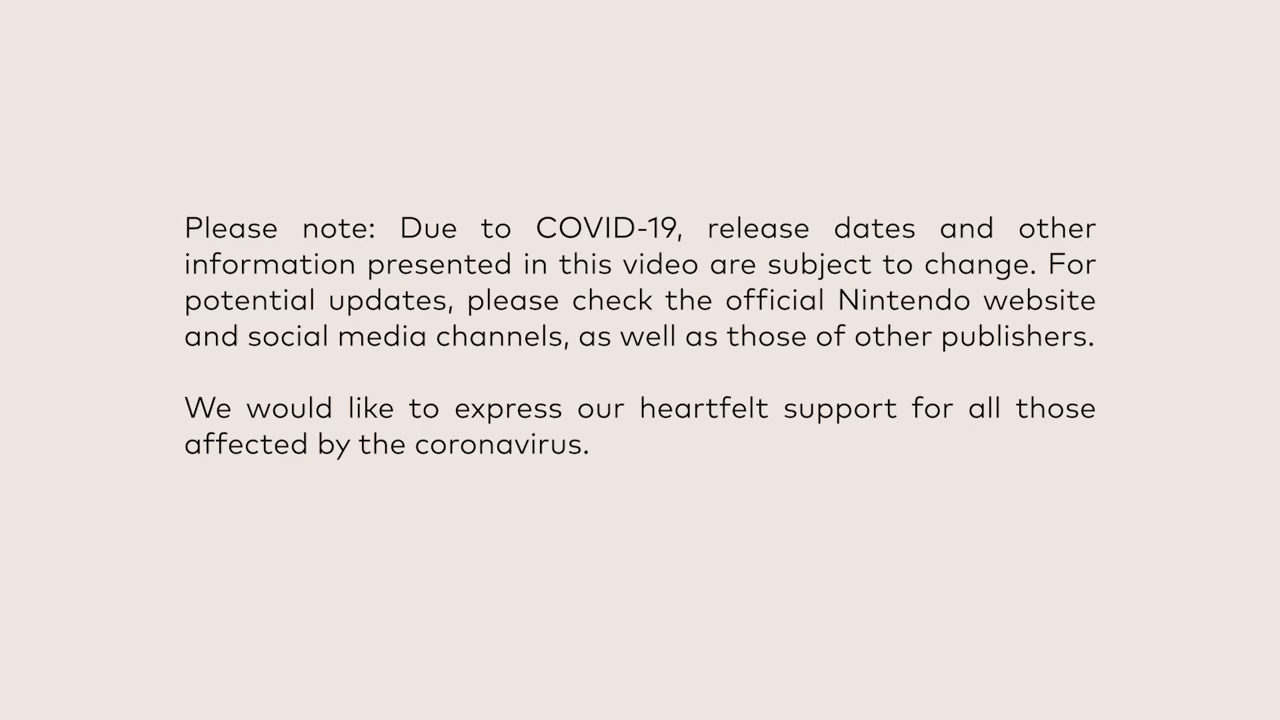 Please note: Due to COVID-19, release dates and other
information presented in this video are subject to change. For
potential updates, please check the official Nintendo website
and social media channels, as well as those of other publishers.
We would like to express our heartfelt support for all those
affected by the coronavirus.